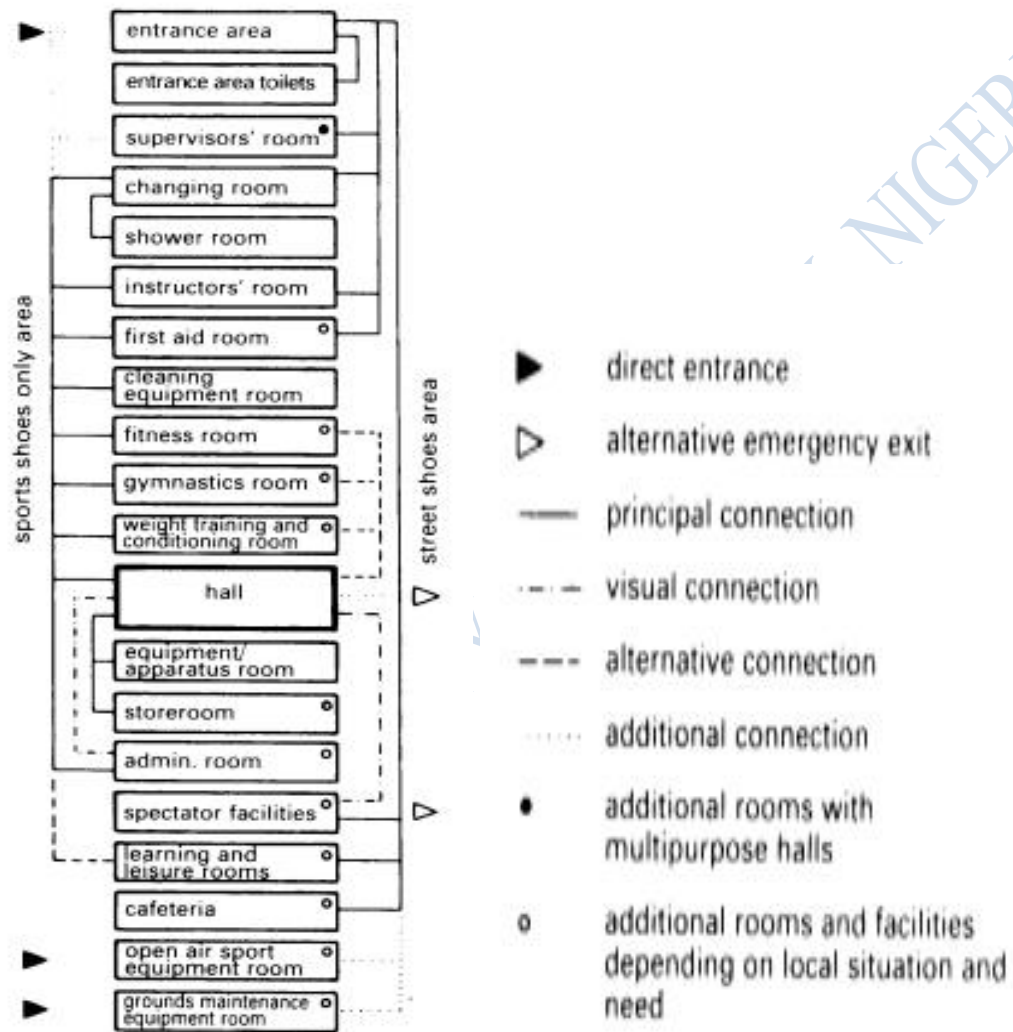 entrance area
entrance area toilets
supervisors' room
changing room
shower room
instructors' room
first aid room
cleaning
equipment room
fitness room
gymnastics room
weight training and
conditioning room
hall
equipment/
apparatus room
storeroom
admin. room
spectator facilities
learning and
leisure rooms
cafeteria
open air sport
equipment room
grounds maintenance
equipment room
sports shoes only area
street shoes area
direct entrance
alternative emergency exit
principal connection
visual connection
alternative connection
additional connection
additional rooms with
multipurpose halls
additional rooms and facilities
depending on local situation and
need